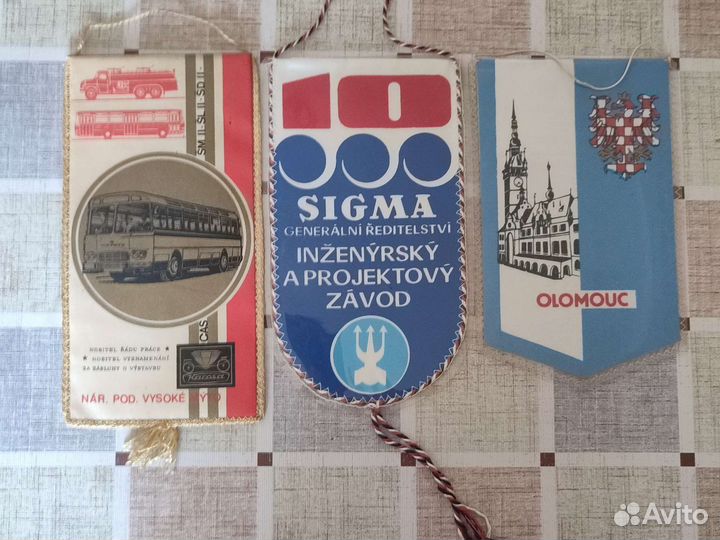 SM 11 - SL 11 - SD 11 -
CAS
NOSITEL ŘÁDU PRÁCE ★
★ NOSITEL VYZNAMENÁNÍ
ZA ZÁSLUHY O VÝSTAVBU
Karosa
NÁR. POD. VYSOKÉ MÝTO
10
SIGMA
GENERÁLNÍ ŘEDITELSTVÍ
INŽENÝRSKÝ
A PROJEKTOVÝ
ZÁVOD
OLOMOUC
Avito